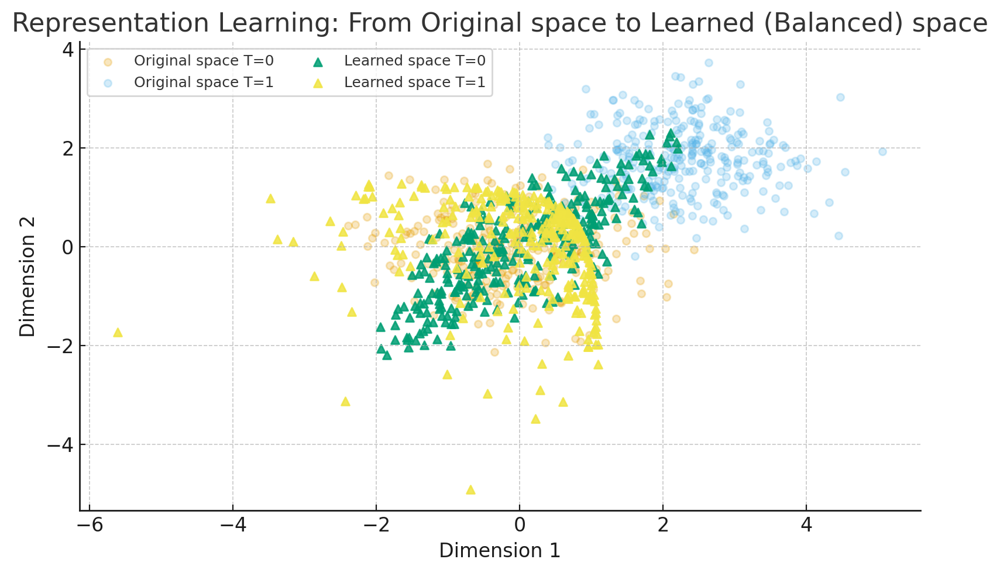 Representation Learning: From Original space to Learned (Balanced) space
Original space T=0
Original space T=1
Learned space T=0
Learned space T=1
4
2
0
−2
−4
Dimension 2
−6
−4
−2
0
2
4
Dimension 1